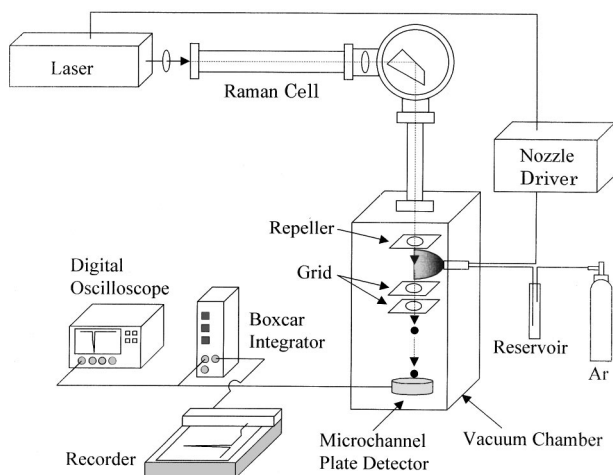 Laser
Raman Cell
Nozzle
Driver
Repeller
Grid
Digital
Oscilloscope
Boxcar
Integrator
Reservoir
Ar
Recorder
Microchannel
Plate Detector
Vacuum Chamber